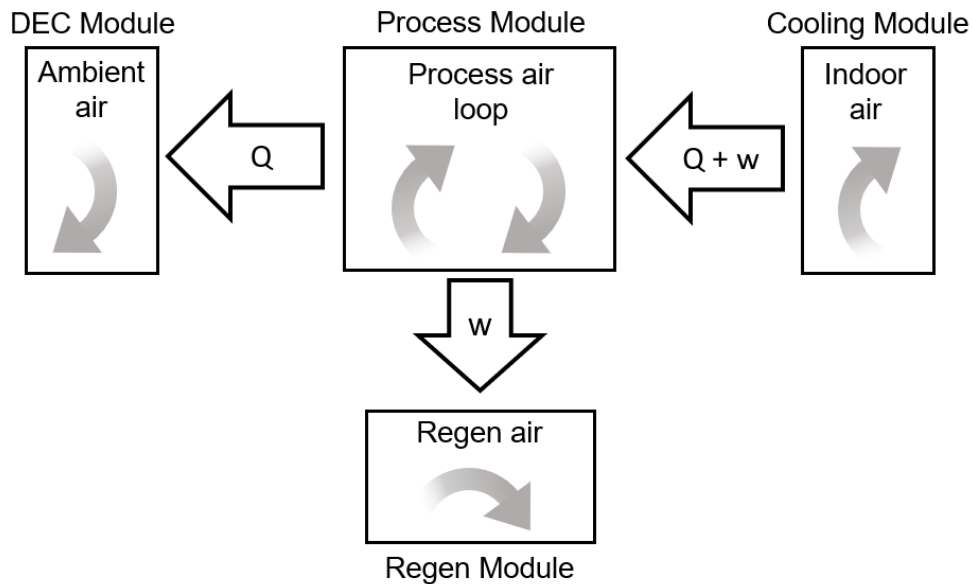 DEC Module
Process Module
Cooling Module
Ambient
air
Process air
loop
Indoor
air
Q
Q + w
w
Regen air
Regen Module